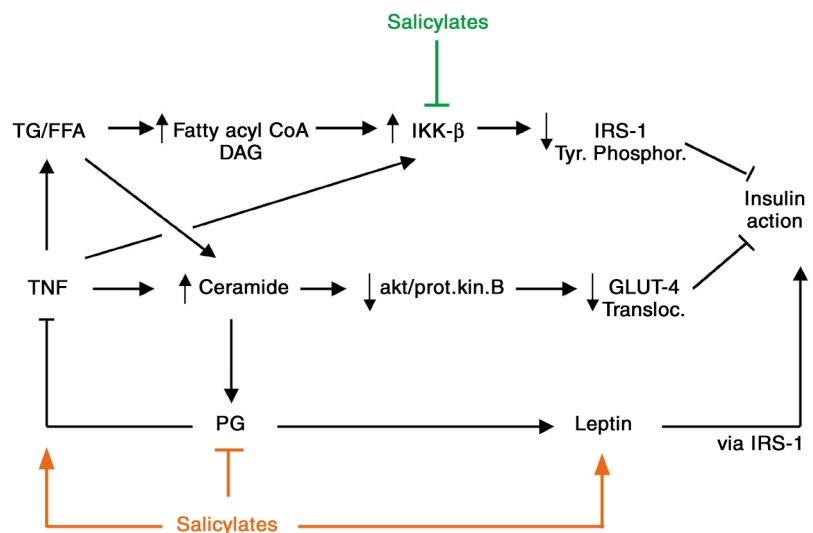 Salicylates
TG/FFA
Fatty acyl CoA
DAG
IKK-β
IRS-1
Tyr. Phosphor.
Insulin
action
TNF
Ceramide
akt/prot.kin.B
GLUT-4
Transloc.
PG
Leptin
via IRS-1
Salicylates